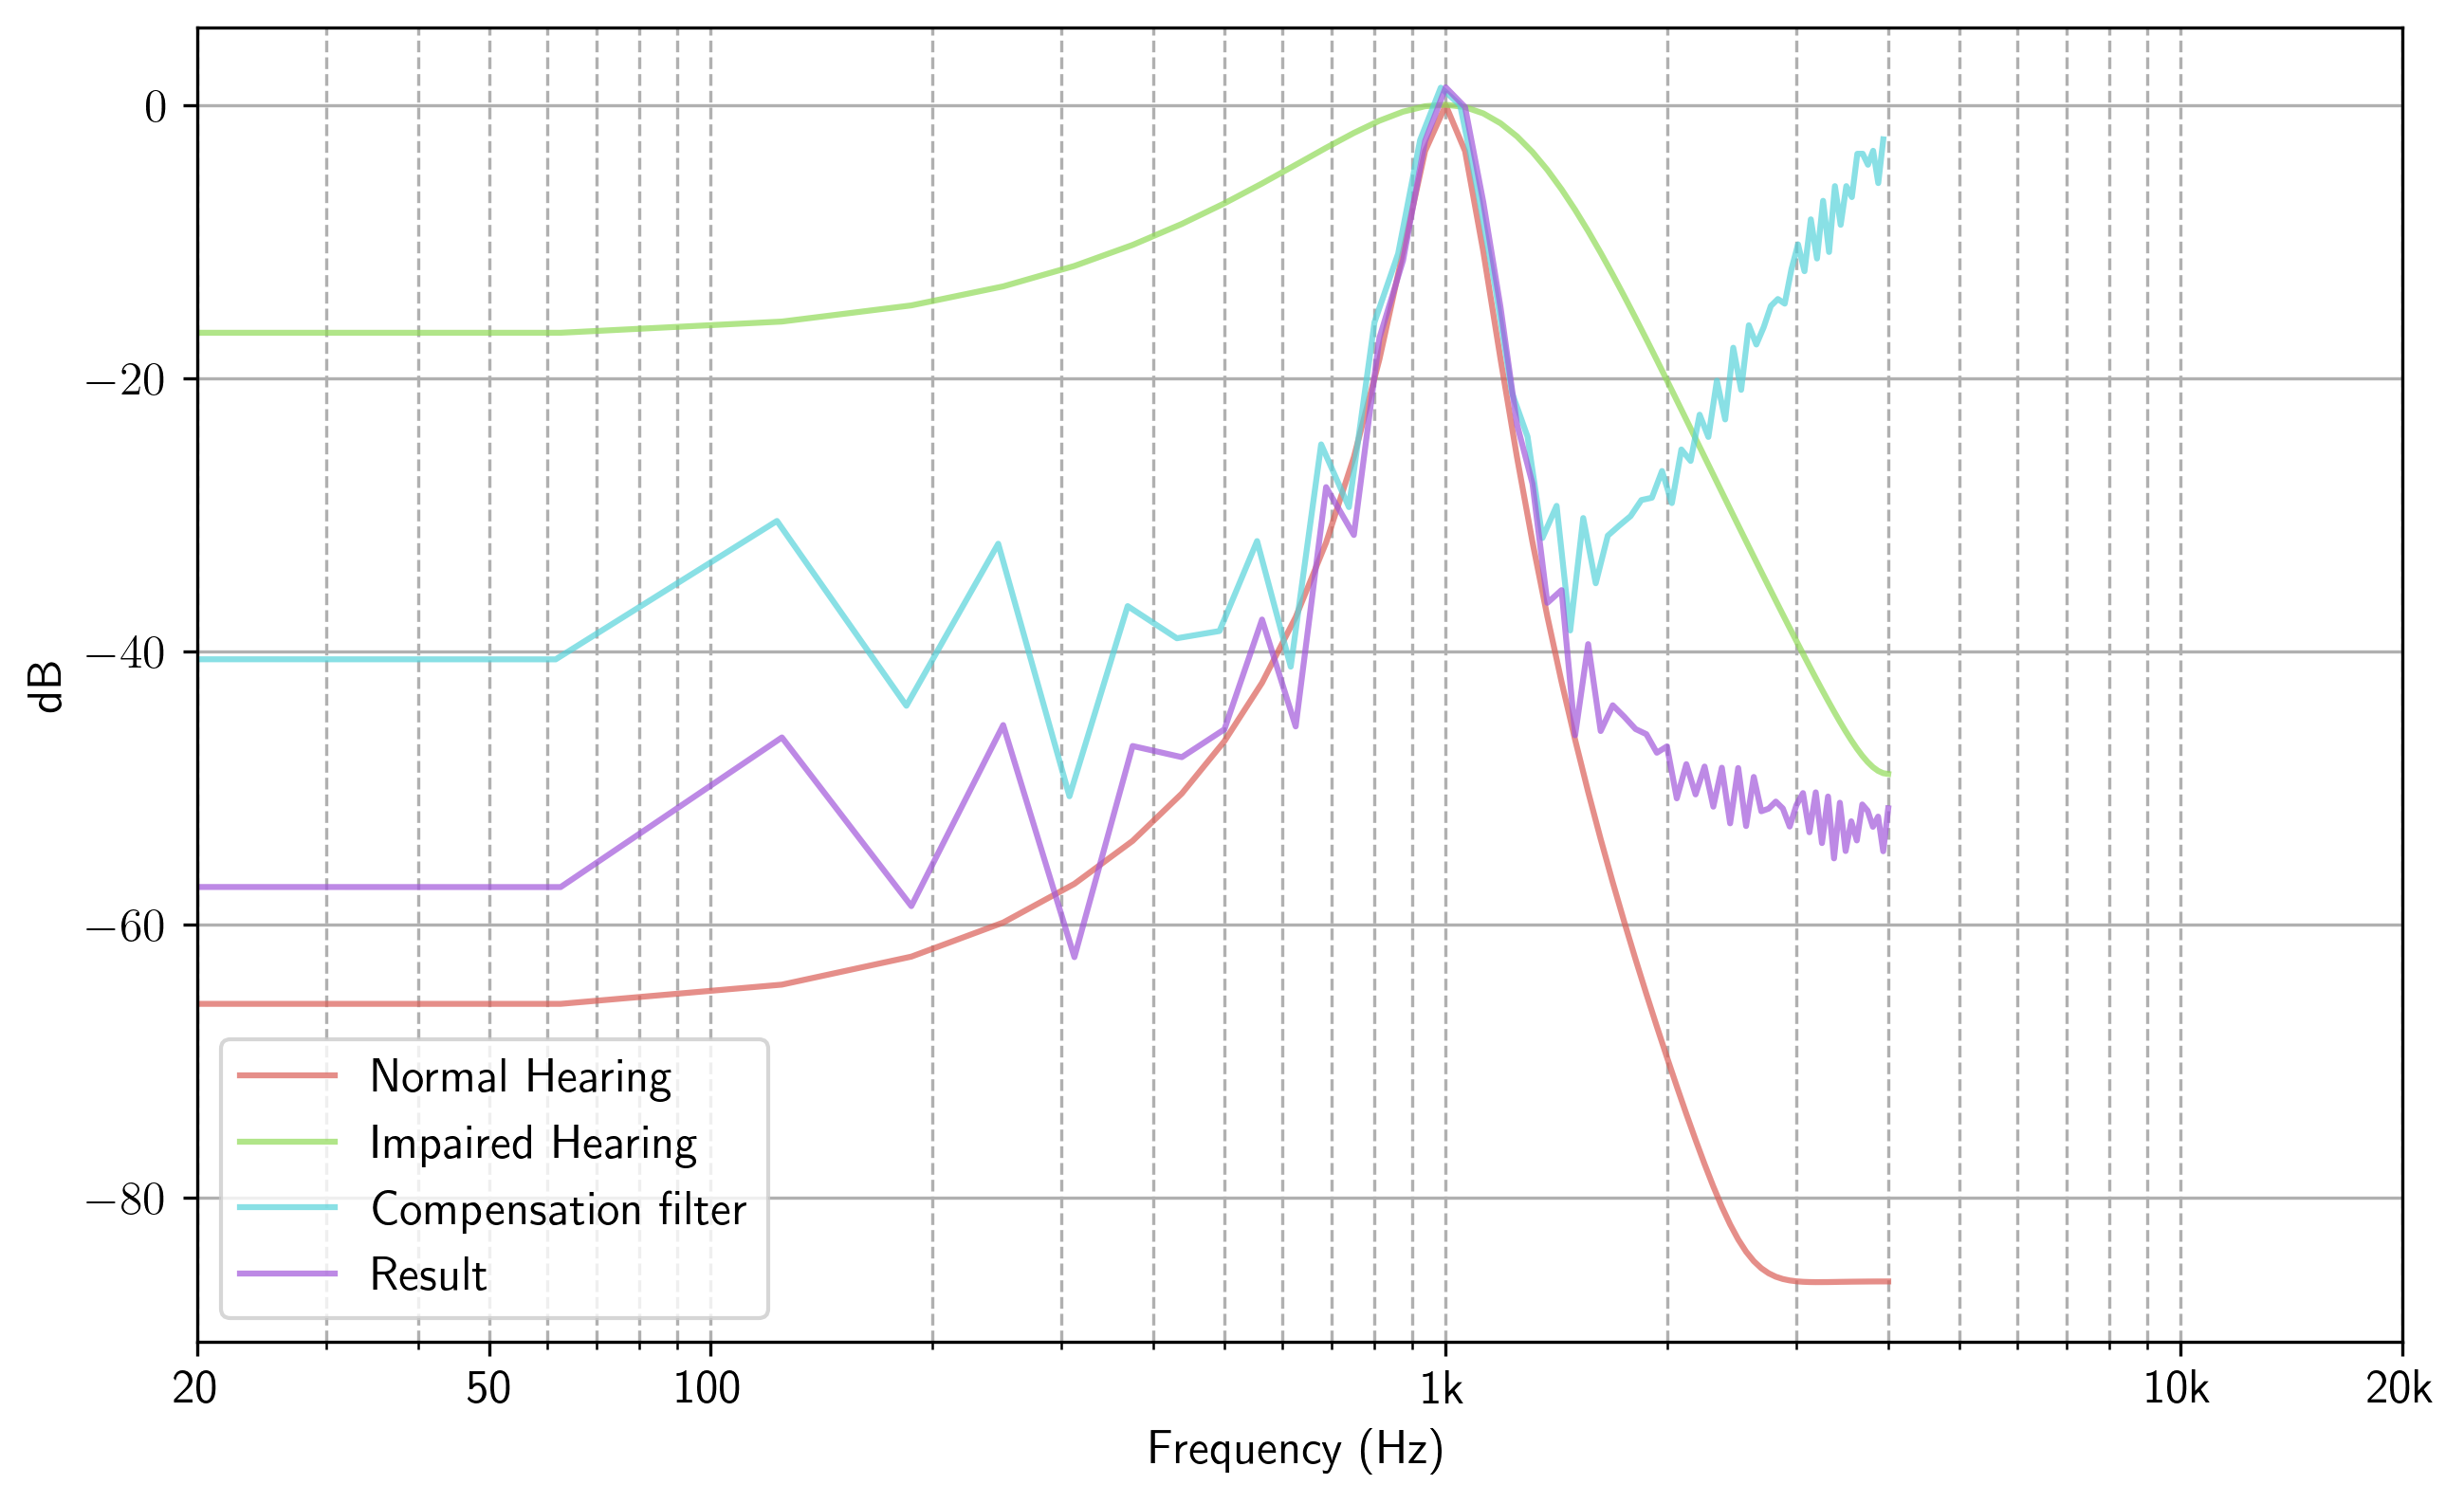 0
−20
−40
−60
−80
dB
Normal Hearing
Impaired Hearing
Compensation filter
Result
20 50 100 1k 10k 20k
Frequency (Hz)